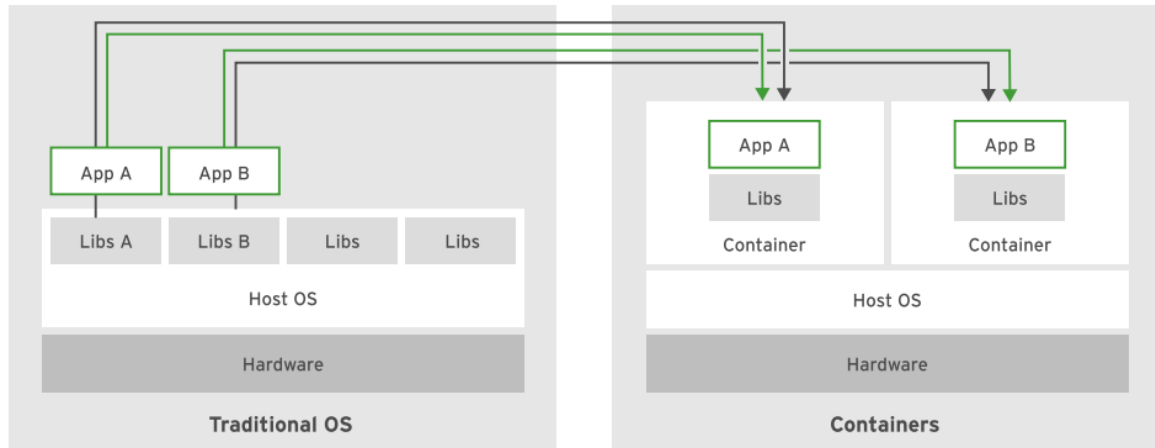 App A
App B
Libs A
Libs B
Libs
Libs
Host OS
Hardware
Traditional OS
App A
Libs
Container
App B
Libs
Container
Host OS
Hardware
Containers